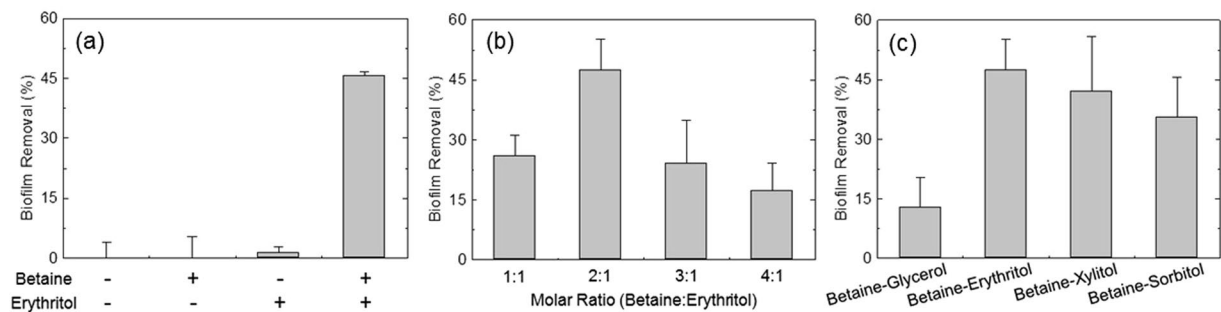 (a)
Biofilm Removal (%)
60
45
30
15
0
Betaine - + - +
Erythritol - - + +
(b)
Biofilm Removal (%)
60
45
30
15
0
1:1 2:1 3:1 4:1
Molar Ratio (Betaine:Erythritol)
(c)
Biofilm Removal (%)
60
45
30
15
0
Betaine-Glycerol
Betaine-Erythritol
Betaine-Xylitol
Betaine-Sorbitol